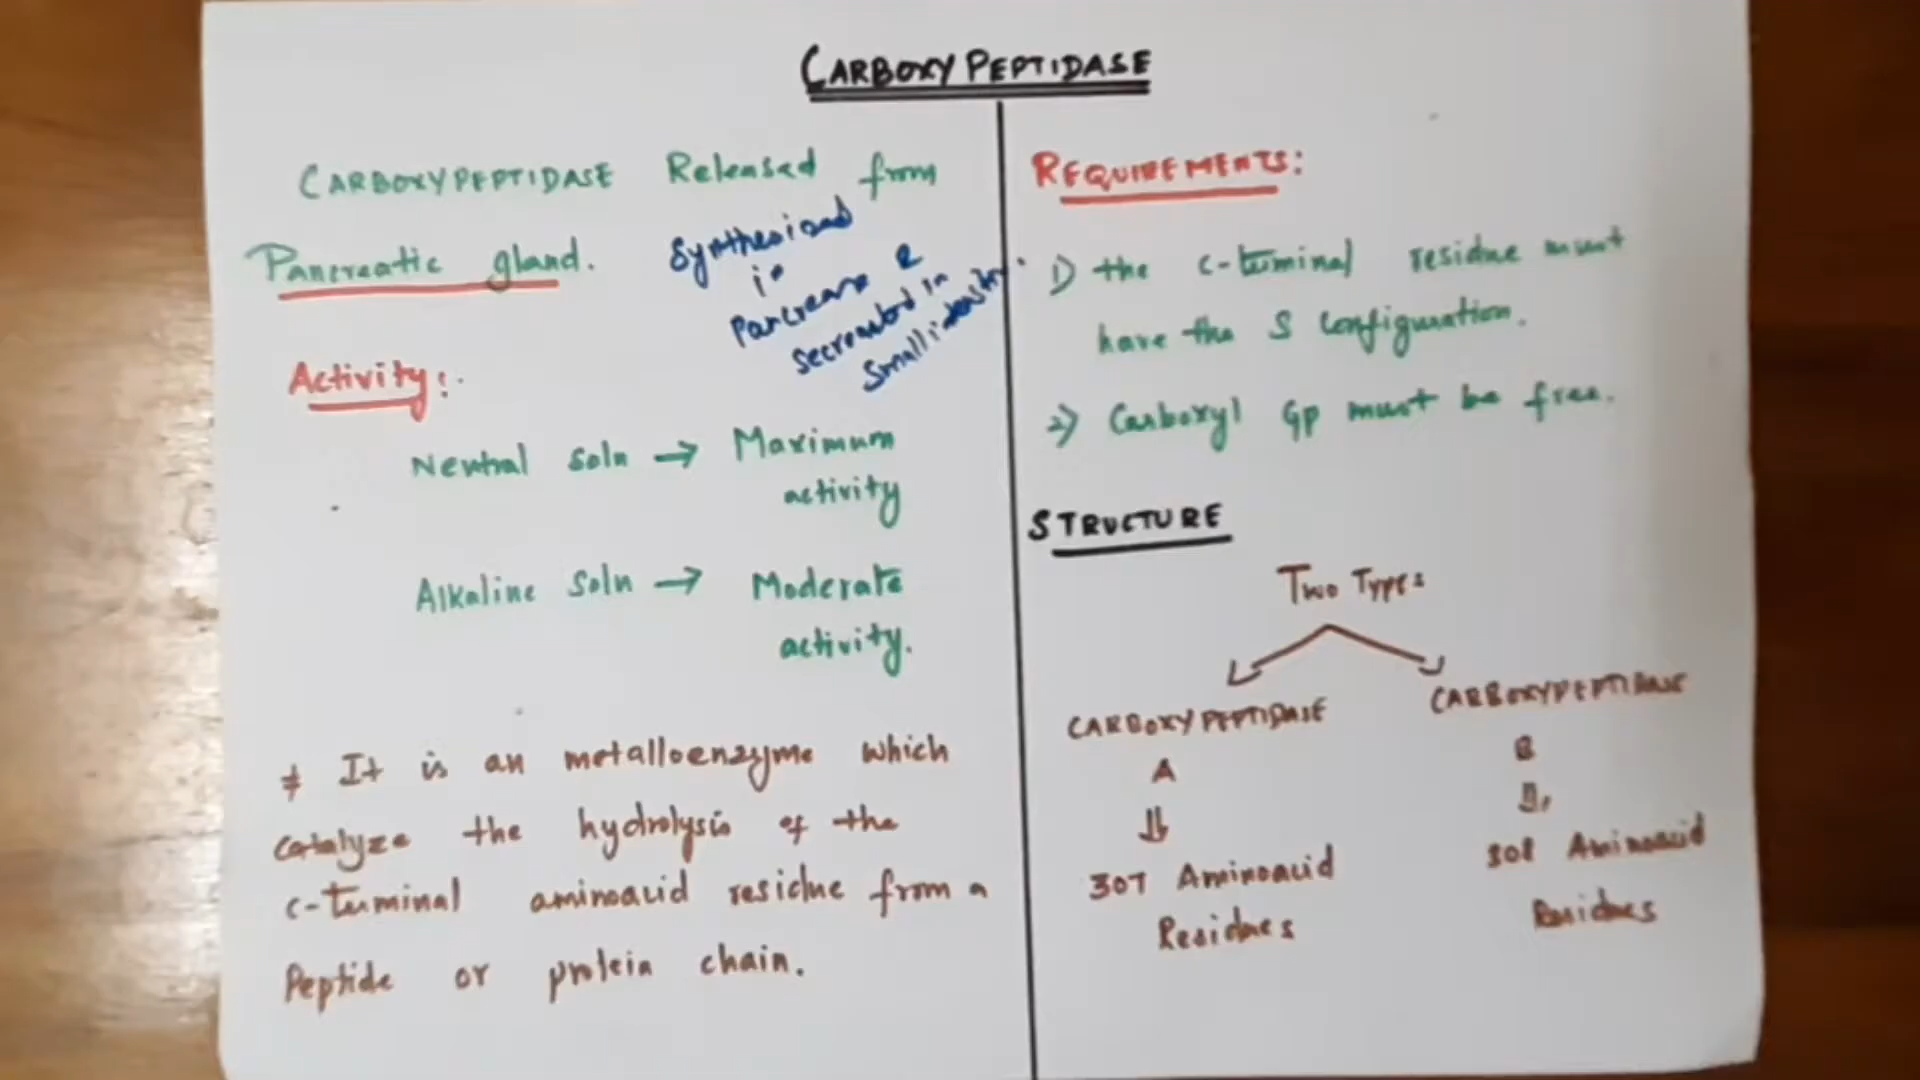 CARBOXYPEPTIDASE
CARBOXYPEPTIDASE Released from
Pancreatic gland.
Synthesized
in
Pancreas &
Secreated in
Small intestine.
Activity:
Neutral soln → Maximum
activity
Alkaline soln → Moderate
activity.
* It is an metalloenzyme which
catalyze the hydrolysis of the
c-terminal aminoacid residue from a
Peptide or protein chain.
REQUIREMENTS:
1) the c-terminal residue must
have the S configuration.
2) Carboxyl Gp must be free.
STRUCTURE
Two Types
CARBOXYPEPTIDASE
A
⇓
307 Aminoacid
Residues
CARBOXYPEPTIDASE
B
⇓
308 Aminoacid
Residues